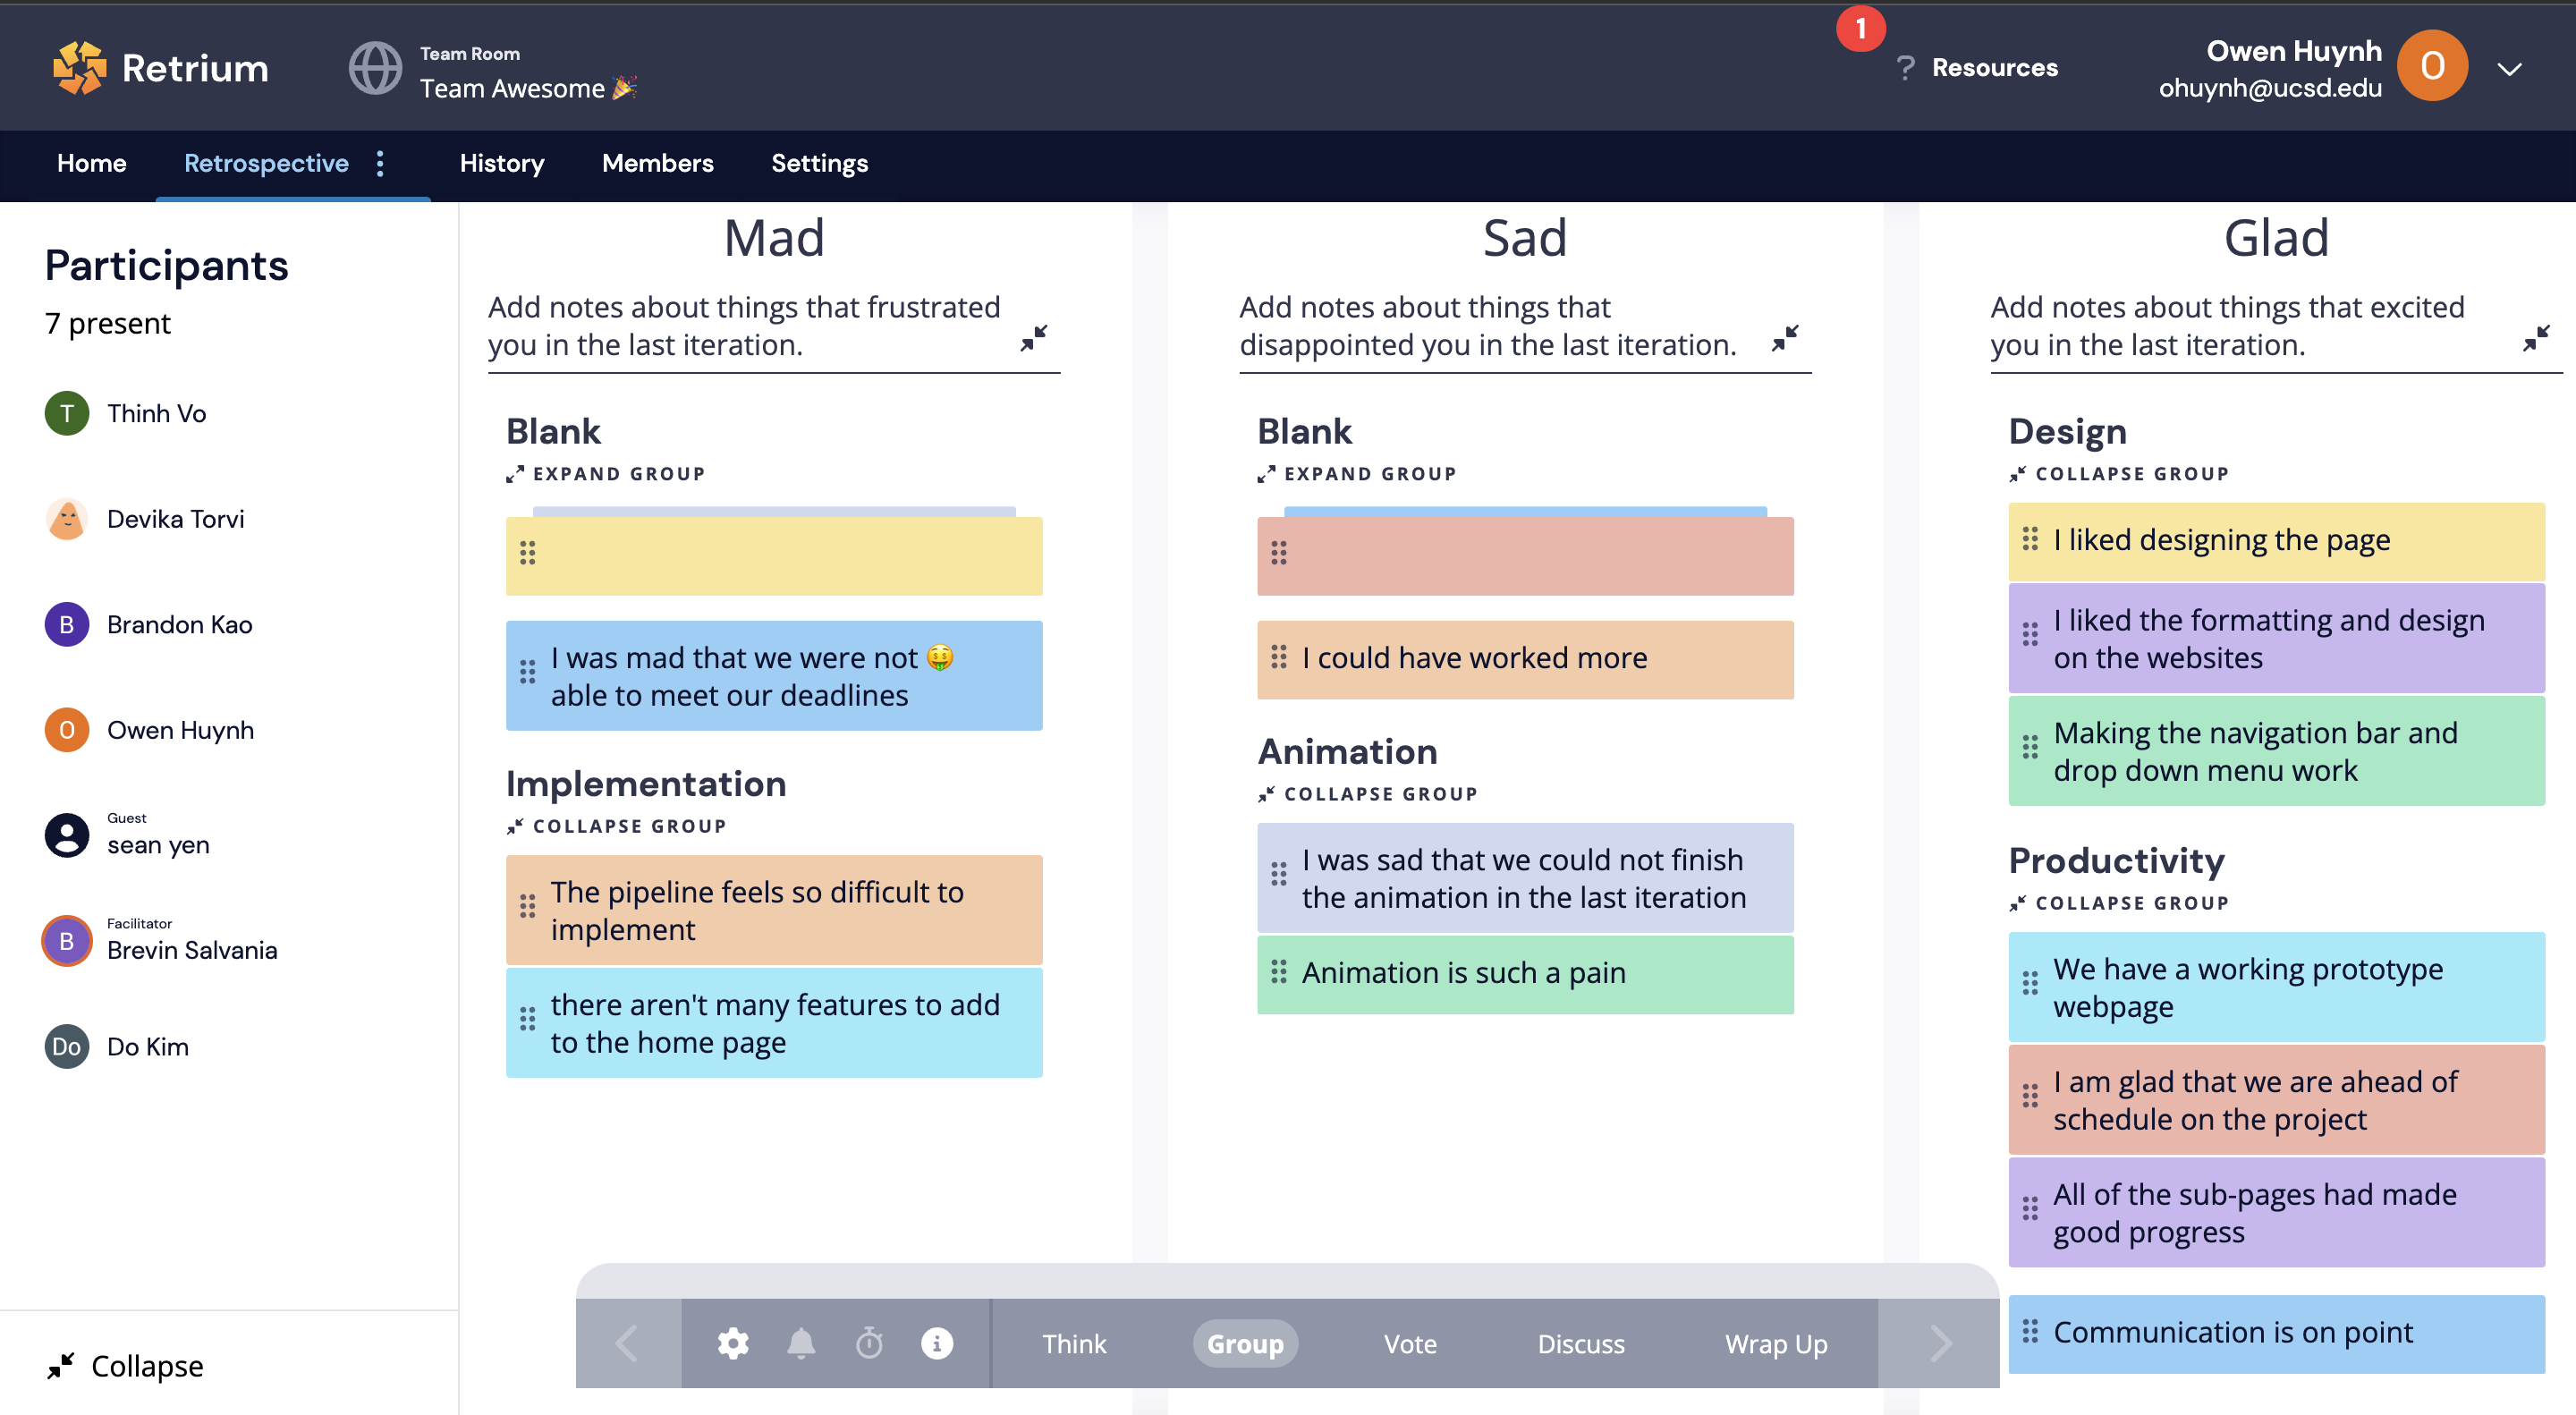 Retrium
Team Room
Team Awesome 🎉
1
? Resources
Owen Huynh
ohuynh@ucsd.edu
O
Home
Retrospective
History
Members
Settings
Participants
7 present
T Thinh Vo
Devika Torvi
B Brandon Kao
O Owen Huynh
Guest
sean yen
Facilitator
B Brevin Salvania
Do Do Kim
Collapse
Mad
Add notes about things that frustrated
you in the last iteration.
Blank
EXPAND GROUP
I was mad that we were not 🤑
able to meet our deadlines
Implementation
COLLAPSE GROUP
The pipeline feels so difficult to
implement
there aren't many features to add
to the home page
Sad
Add notes about things that
disappointed you in the last iteration.
Blank
EXPAND GROUP
I could have worked more
Animation
COLLAPSE GROUP
I was sad that we could not finish
the animation in the last iteration
Animation is such a pain
Glad
Add notes about things that excited
you in the last iteration.
Design
COLLAPSE GROUP
I liked designing the page
I liked the formatting and design
on the websites
Making the navigation bar and
drop down menu work
Productivity
COLLAPSE GROUP
We have a working prototype
webpage
I am glad that we are ahead of
schedule on the project
All of the sub-pages had made
good progress
Communication is on point
Think
Group
Vote
Discuss
Wrap Up